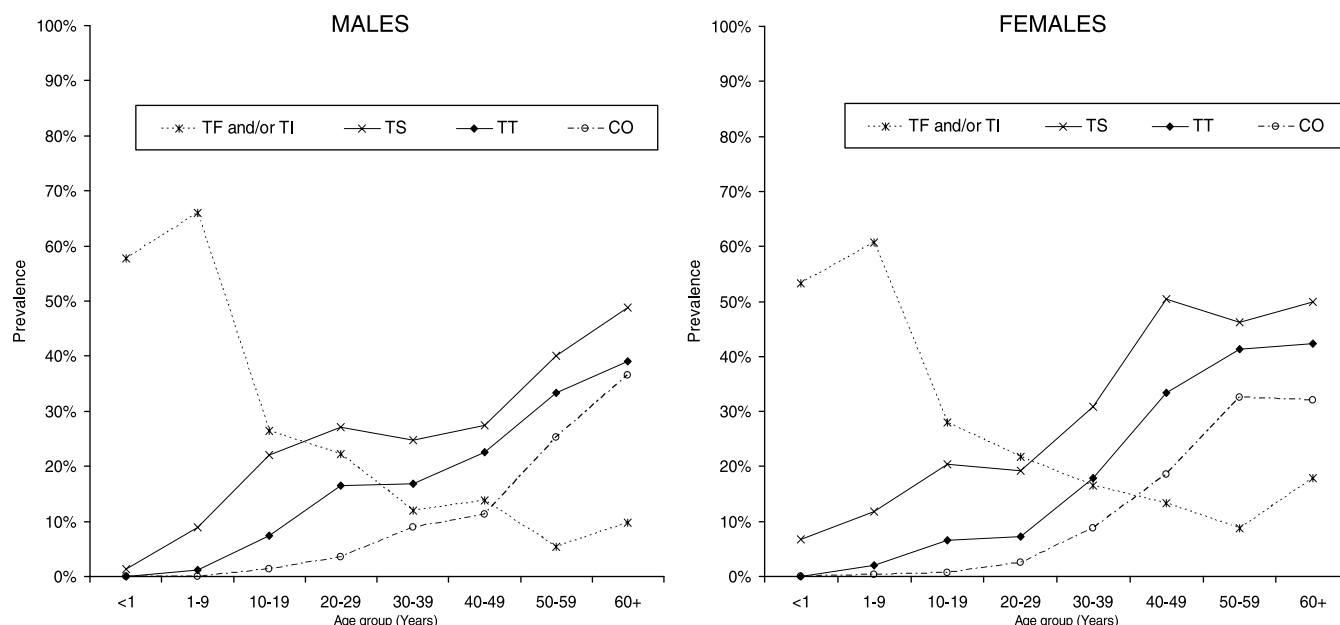 MALES
100%
90%
80%
70%
60%
50%
40%
30%
20%
10%
0%
Prevalence
TF and/or TI TS TT CO
<1 1-9 10-19 20-29 30-39 40-49 50-59 60+
Age group (Years)
FEMALES
100%
90%
80%
70%
60%
50%
40%
30%
20%
10%
0%
Prevalence
TF and/or TI TS TT CO
<1 1-9 10-19 20-29 30-39 40-49 50-59 60+
Age group (Years)